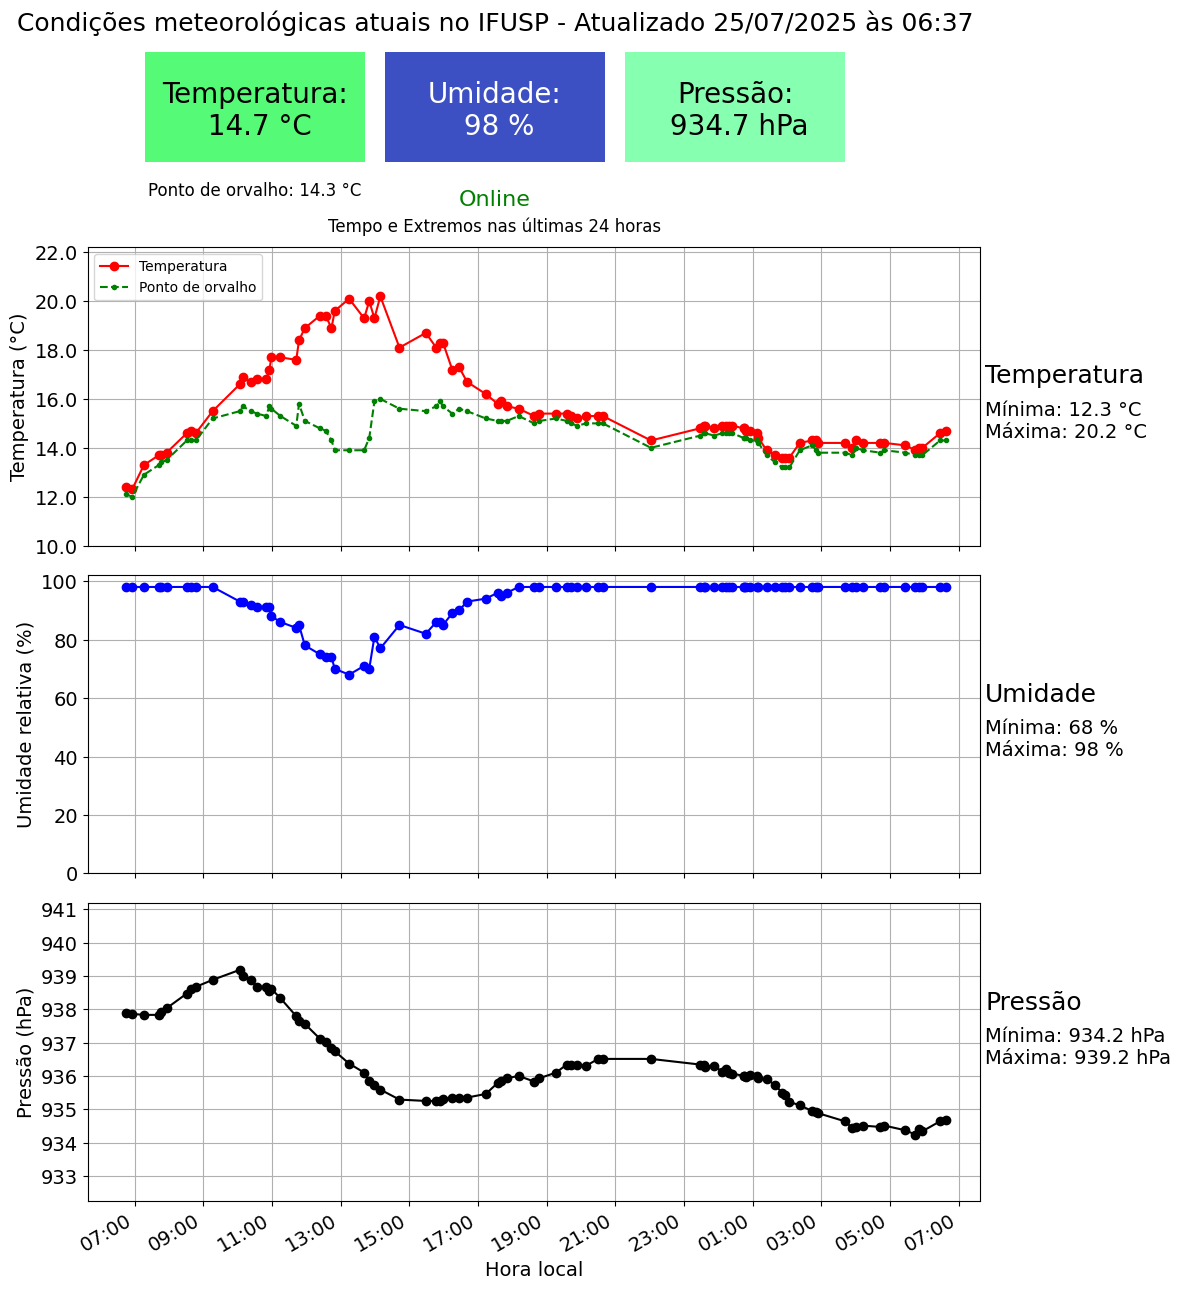 Condições meteorológicas atuais no IFUSP - Atualizado 25/07/2025 às 06:37
Temperatura:
14.7 °C
Umidade:
98 %
Pressão:
934.7 hPa
Ponto de orvalho: 14.3 °C
Online
Tempo e Extremos nas últimas 24 horas
Temperatura (°C)
22.0
20.0
18.0
16.0
14.0
12.0
10.0
Temperatura
Ponto de orvalho
Temperatura
Mínima: 12.3 °C
Máxima: 20.2 °C
Umidade relativa (%)
100
80
60
40
20
0
Umidade
Mínima: 68 %
Máxima: 98 %
Pressão (hPa)
941
940
939
938
937
936
935
934
933
Pressão
Mínima: 934.2 hPa
Máxima: 939.2 hPa
07:00 09:00 11:00 13:00 15:00 17:00 19:00 21:00 23:00 01:00 03:00 05:00 07:00
Hora local